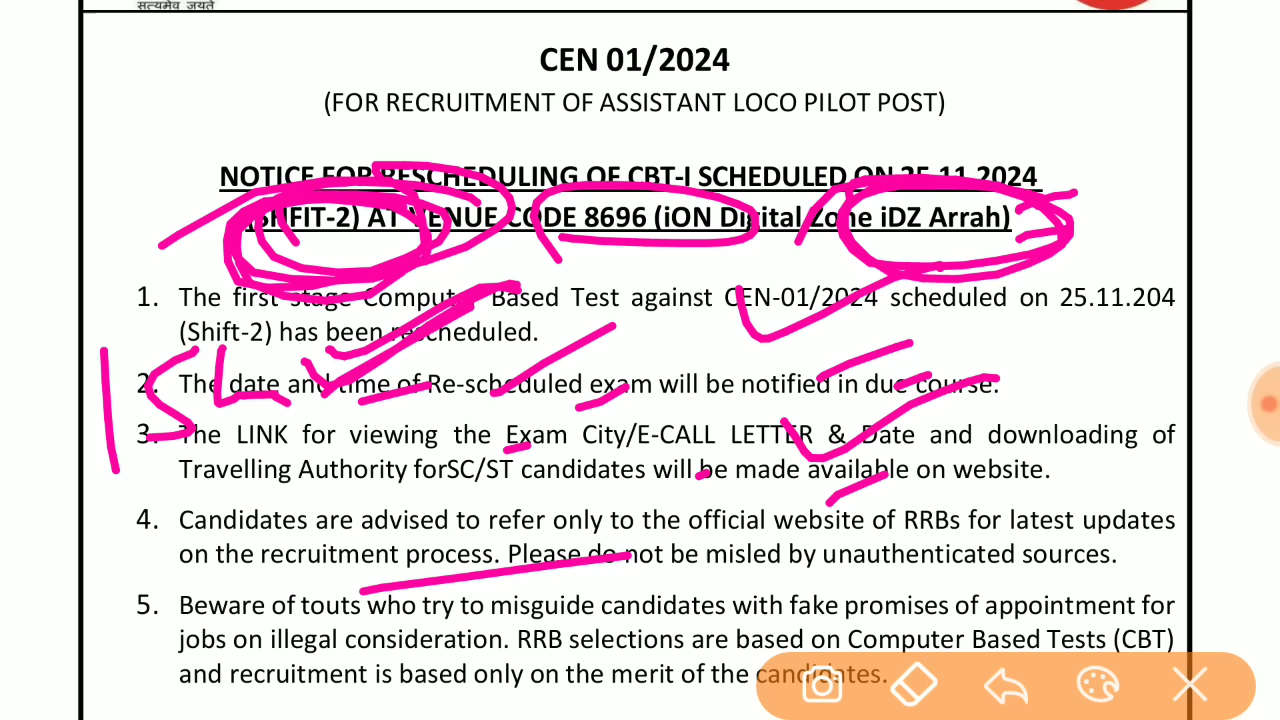 सत्यमेव जयते
CEN 01/2024
(FOR RECRUITMENT OF ASSISTANT LOCO PILOT POST)
NOTICE FOR RESCHEDULING OF CBT-I SCHEDULED ON 25.11.2024
(SHFIT-2) AT VENUE CODE 8696 (iON Digital Zone iDZ Arrah)
1. The first stage Computer Based Test against CEN-01/2024 scheduled on 25.11.204
(Shift-2) has been rescheduled.
2. The date and time of Re-scheduled exam will be notified in due course.
3. The LINK for viewing the Exam City/E-CALL LETTER & Date and downloading of
Travelling Authority forSC/ST candidates will be made available on website.
4. Candidates are advised to refer only to the official website of RRBs for latest updates
on the recruitment process. Please do not be misled by unauthenticated sources.
5. Beware of touts who try to misguide candidates with fake promises of appointment for
jobs on illegal consideration. RRB selections are based on Computer Based Tests (CBT)
and recruitment is based only on the merit of the candidates.